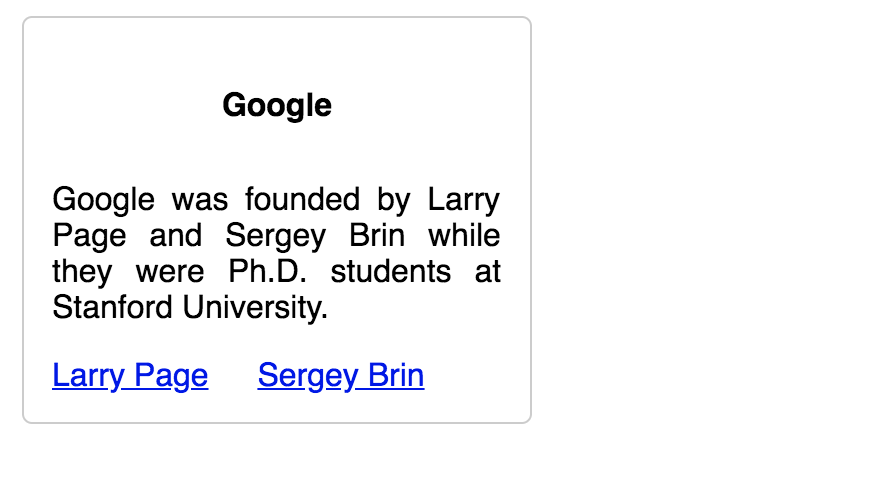 Google
Google was founded by Larry
Page and Sergey Brin while
they were Ph.D. students at
Stanford University.
Larry Page Sergey Brin